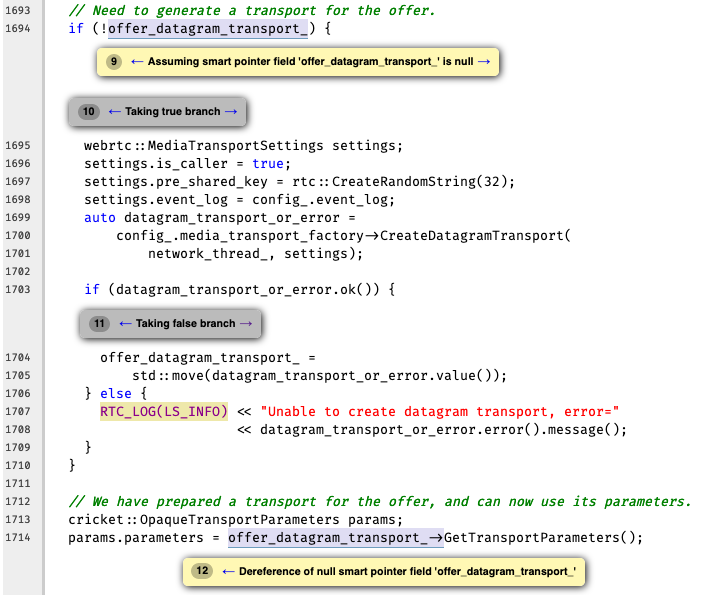 1693 // Need to generate a transport for the offer.
1694 if (!offer_datagram_transport_) {
9 ← Assuming smart pointer field 'offer_datagram_transport_' is null →
10 ← Taking true branch →
1695 webrtc::MediaTransportSettings settings;
1696 settings.is_caller = true;
1697 settings.pre_shared_key = rtc::CreateRandomString(32);
1698 settings.event_log = config_.event_log;
1699 auto datagram_transport_or_error =
1700 config_.media_transport_factory->CreateDatagramTransport(
1701 network_thread_, settings);
1702
1703 if (datagram_transport_or_error.ok()) {
11 ← Taking false branch →
1704 offer_datagram_transport_ =
1705 std::move(datagram_transport_or_error.value());
1706 } else {
1707 RTC_LOG(LS_INFO) << "Unable to create datagram transport, error="
1708 << datagram_transport_or_error.error().message();
1709 }
1710 }
1711
1712 // We have prepared a transport for the offer, and can now use its parameters.
1713 cricket::OpaqueTransportParameters params;
1714 params.parameters = offer_datagram_transport_->GetTransportParameters();
12 ← Dereference of null smart pointer field 'offer_datagram_transport_'